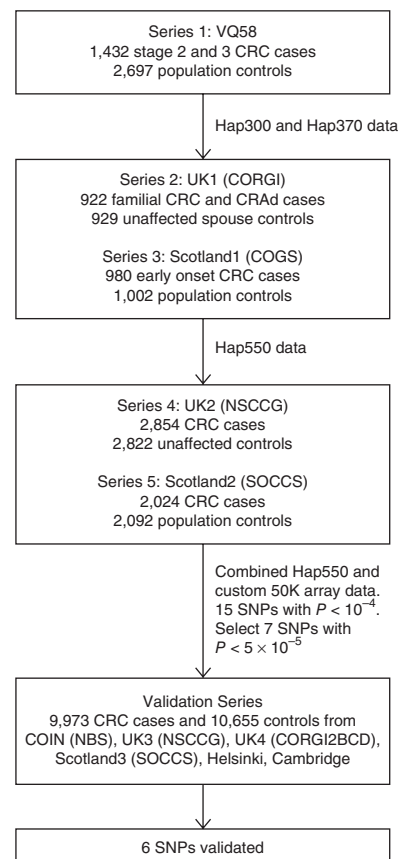 Series 1: VQ58
1,432 stage 2 and 3 CRC cases
2,697 population controls
Hap300 and Hap370 data
Series 2: UK1 (CORGI)
922 familial CRC and CRAd cases
929 unaffected spouse controls
Series 3: Scotland1 (COGS)
980 early onset CRC cases
1,002 population controls
Hap550 data
Series 4: UK2 (NSCCG)
2,854 CRC cases
2,822 unaffected controls
Series 5: Scotland2 (SOCCS)
2,024 CRC cases
2,092 population controls
Combined Hap550 and
custom 50K array data.
15 SNPs with P < 10⁻⁴.
Select 7 SNPs with
P < 5 × 10⁻⁵
Validation Series
9,973 CRC cases and 10,655 controls from
COIN (NBS), UK3 (NSCCG), UK4 (CORGI2BCD),
Scotland3 (SOCCS), Helsinki, Cambridge
6 SNPs validated